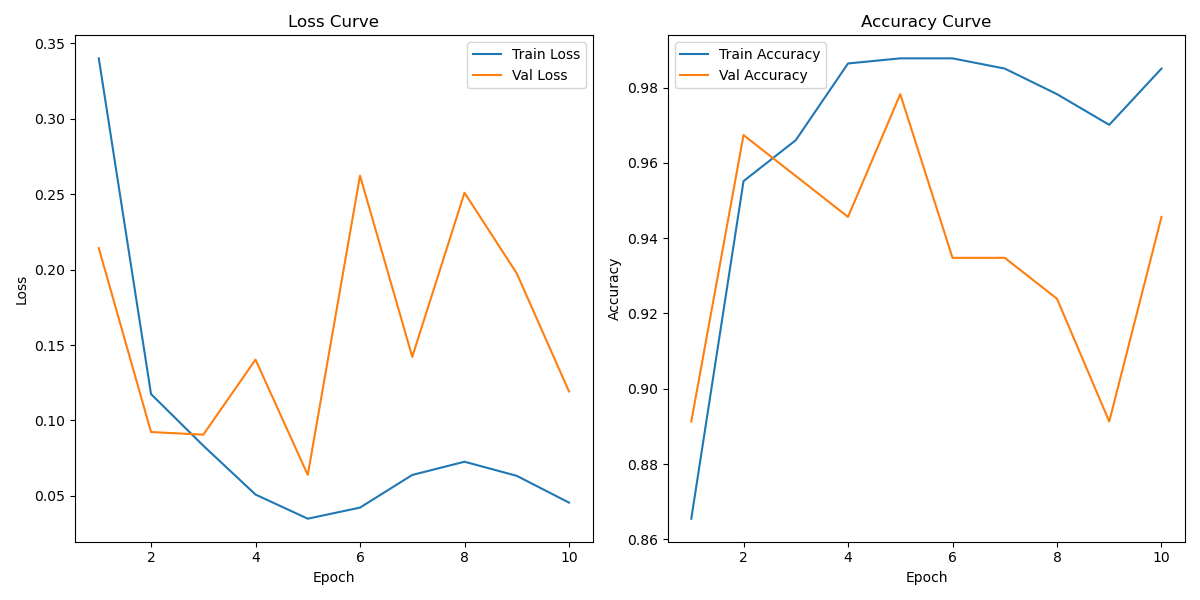 Loss Curve
0.35
0.30
0.25
0.20
0.15
0.10
0.05
Loss
2
4
6
8
10
Epoch
Train Loss
Val Loss
Accuracy Curve
0.98
0.96
0.94
0.92
0.90
0.88
0.86
Accuracy
2
4
6
8
10
Epoch
Train Accuracy
Val Accuracy